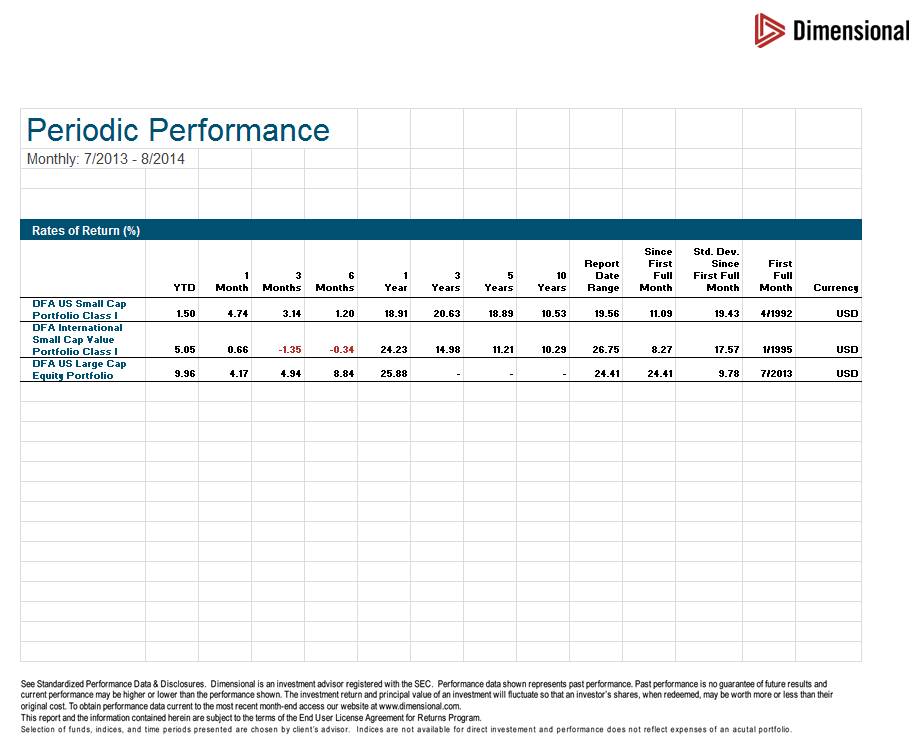 Dimensional
Periodic Performance
Monthly: 7/2013 - 8/2014
Rates of Return (%)
YTD 1 Month 3 Months 6 Months 1 Year 3 Years 5 Years 10 Years Report Date Range Since First Full Month Std. Dev. Since First Full Month First Full Month Currency
DFA US Small Cap
Portfolio Class I 1.50 4.74 3.14 1.20 18.91 20.63 18.89 10.53 19.56 11.09 19.43 4/1992 USD
DFA International
Small Cap Value
Portfolio Class I 5.05 0.66 -1.35 -0.34 24.23 14.98 11.21 10.29 26.75 8.27 17.57 1/1995 USD
DFA US Large Cap
Equity Portfolio 9.96 4.17 4.94 8.84 25.88 - - - 24.41 24.41 9.78 7/2013 USD
See Standardized Performance Data & Disclosures. Dimensional is an investment advisor registered with the SEC. Performance data shown represents past performance. Past performance is no guarantee of future results and
current performance may be higher or lower than the performance shown. The investment return and principal value of an investment will fluctuate so that an investor's shares, when redeemed, may be worth more or less than their
original cost. To obtain performance data current to the most recent month-end access our website at www.dimensional.com.
This report and the information contained herein are subject to the terms of the End User License Agreement for Returns Program.
Selection of funds, indices, and time periods presented are chosen by client's advisor. Indices are not available for direct investement and performance does not reflect expenses of an acutal portfolio.